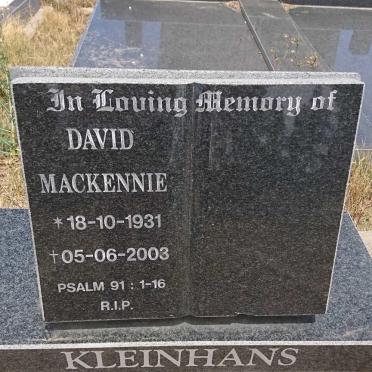 In Loving Memory of
DAVID
MACKENNIE
* 18-10-1931
† 05-06-2003
PSALM 91 : 1-16
R.I.P.
KLEINHANS